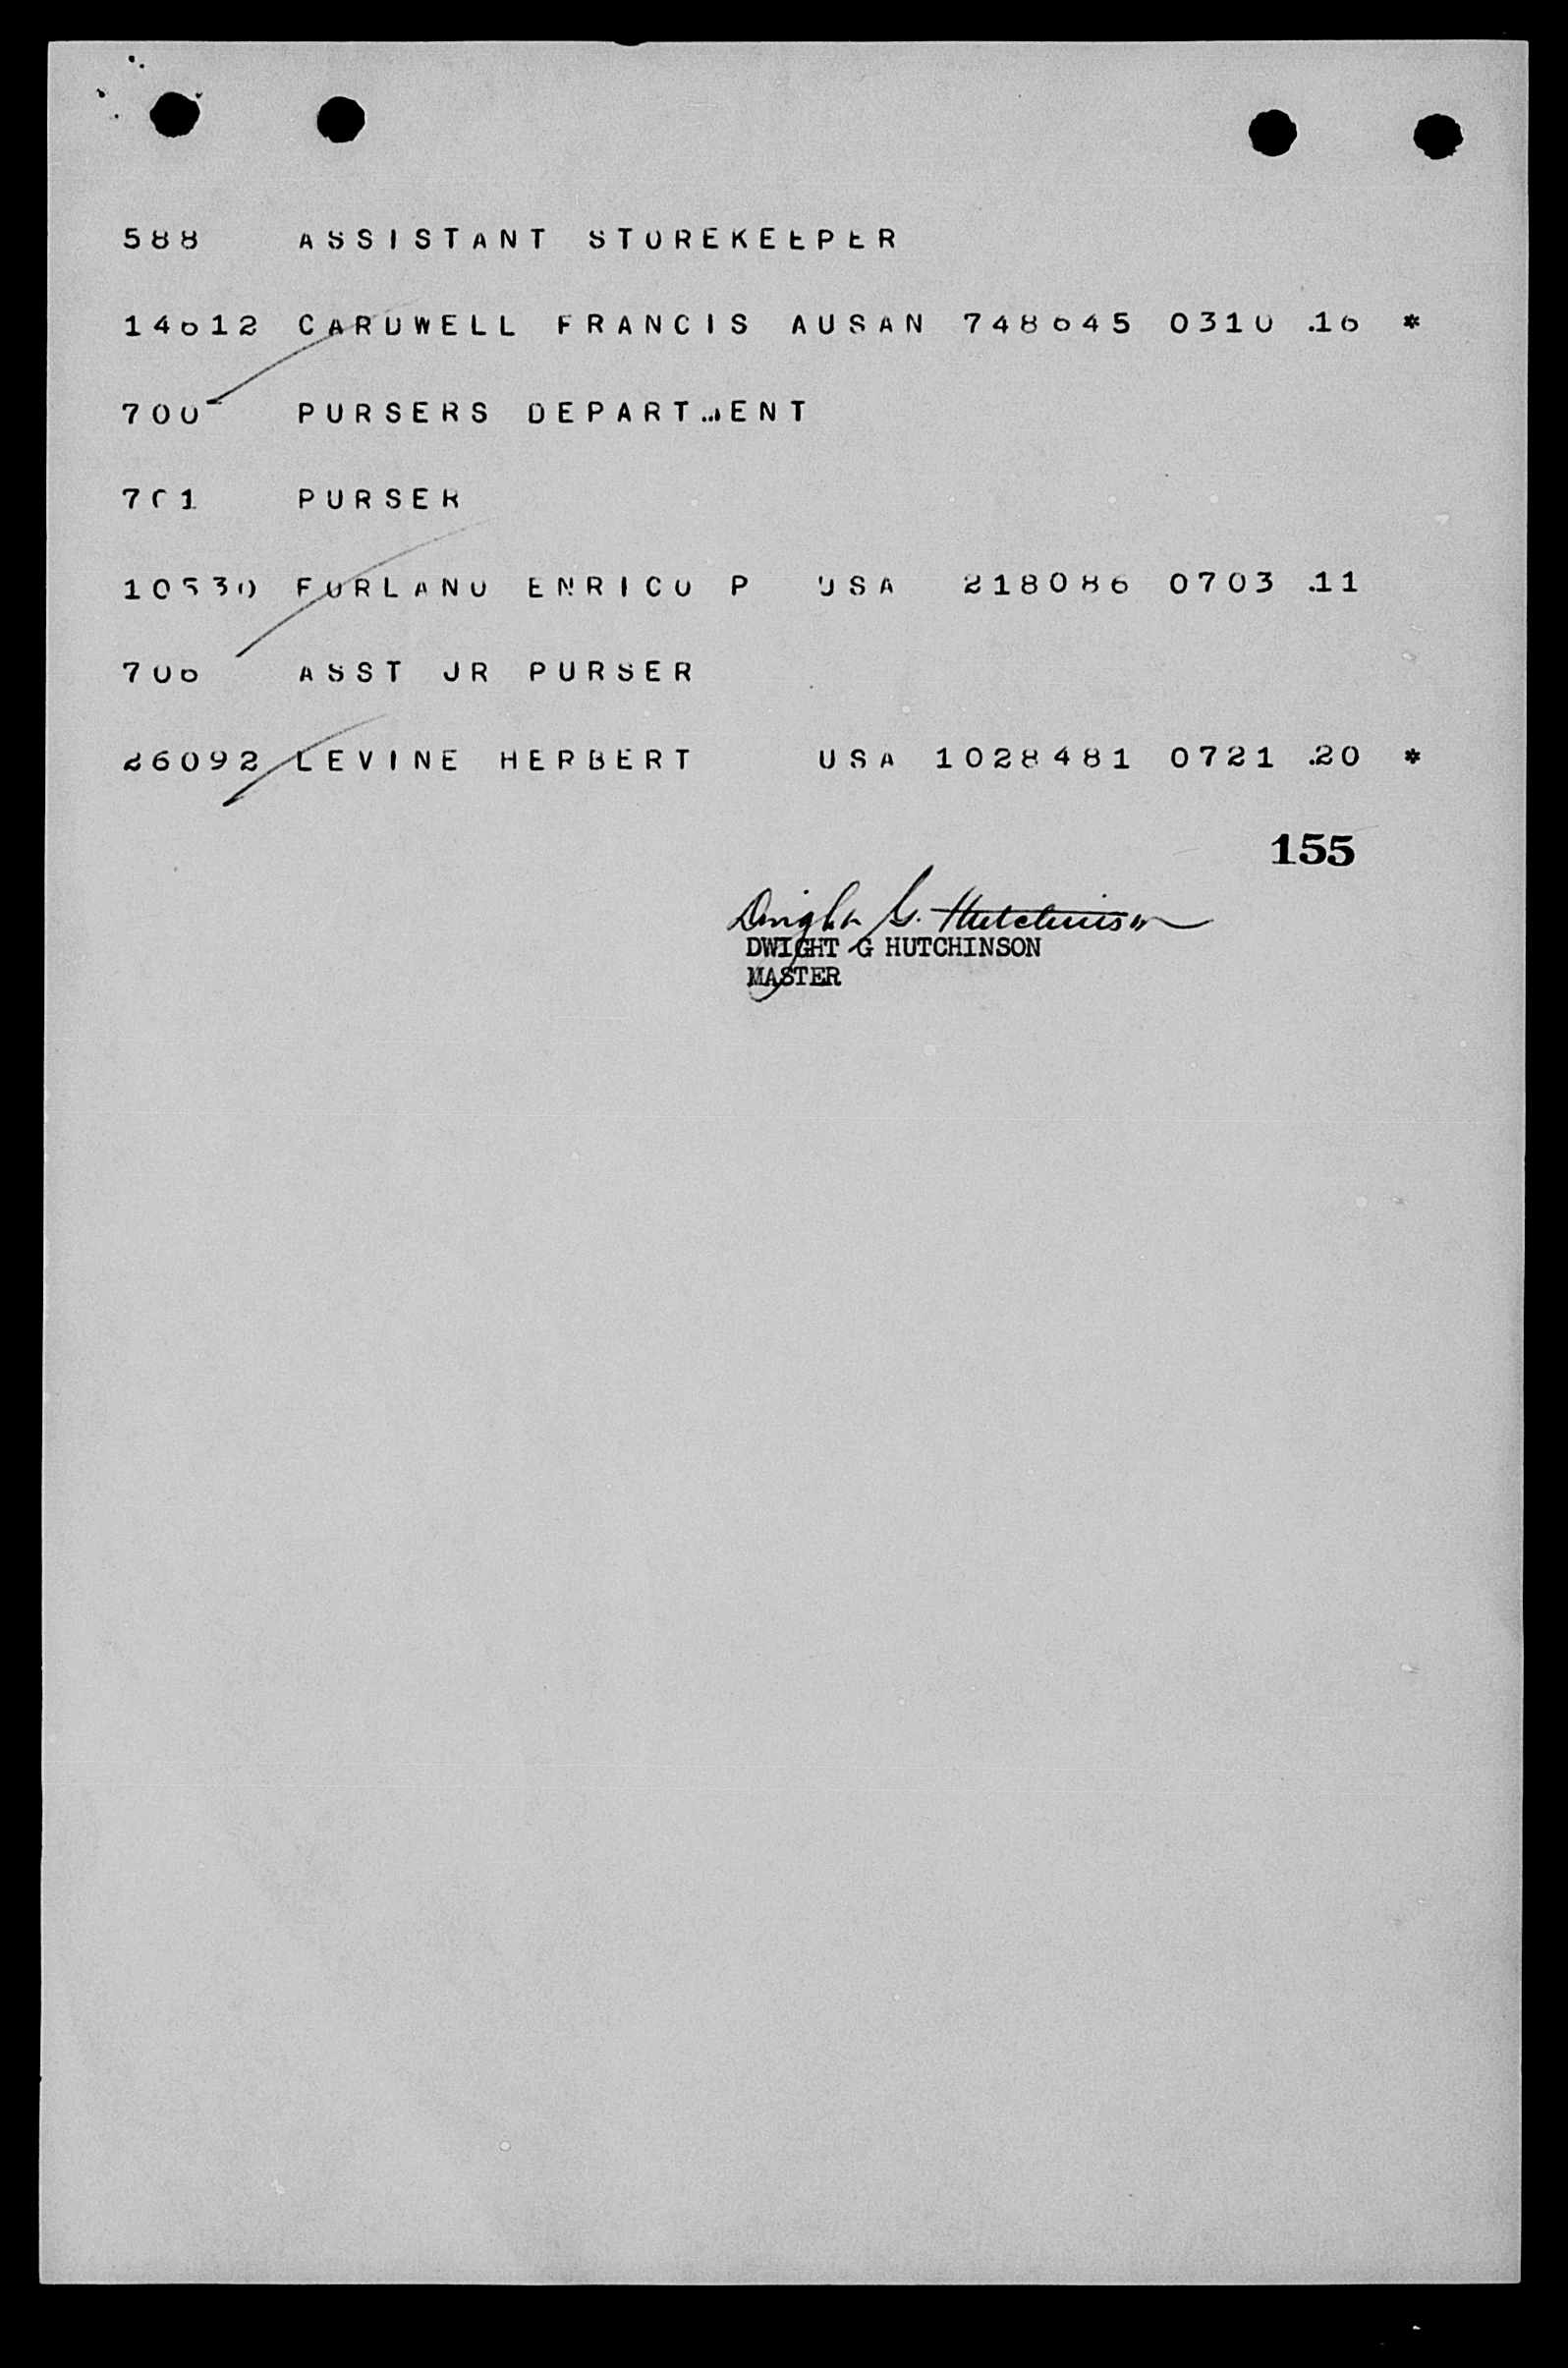 588 ASSISTANT STOREKEEPER
14612 CARDWELL FRANCIS AUSAN 748645 0310 .16 *
700 PURSERS DEPARTMENT
701 PURSER
10530 FORLANO ENRICO P USA 218086 0703 .11
706 ASST JR PURSER
26092 LEVINE HERBERT USA 1028481 0721 .20 *
155
Dwight G. Hutchinson
DWIGHT G HUTCHINSON
MASTER